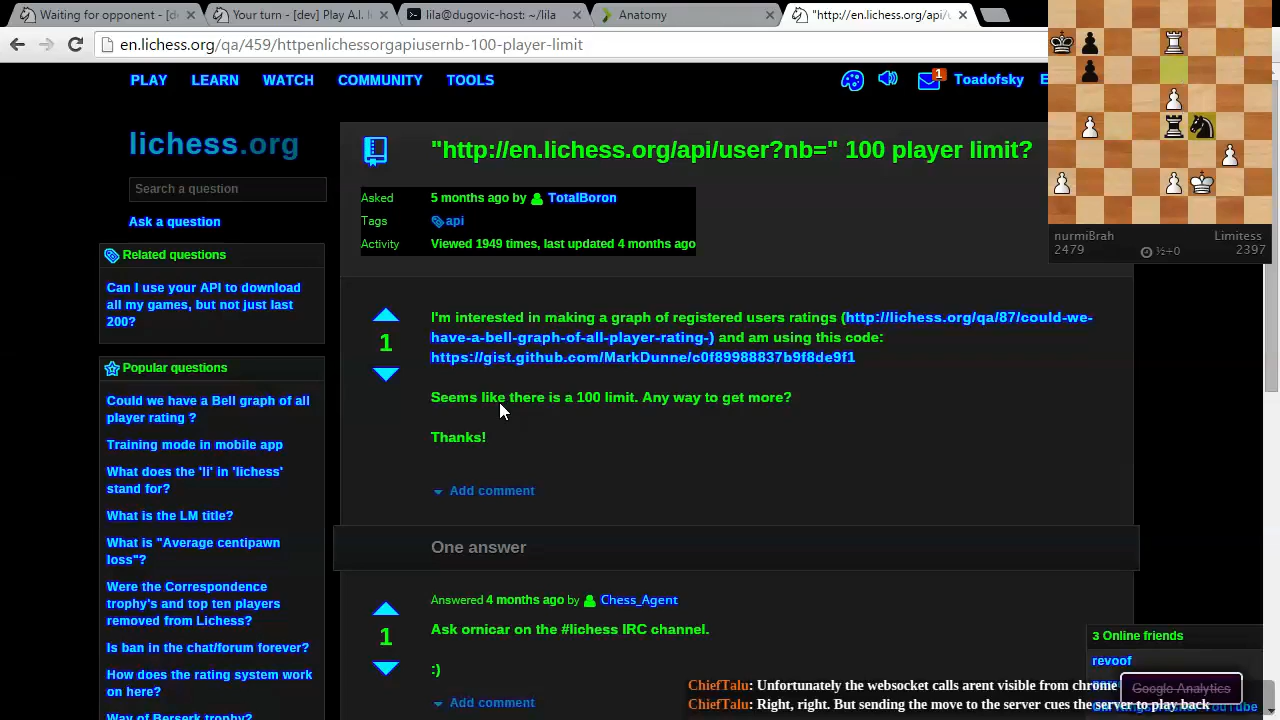 Waiting for opponent - [de
Your turn - [dev] Play A.I. l
lila@dugovic-host: ~/lila
Anatomy
"http://en.lichess.org/api/u
en.lichess.org/qa/459/httpenlichessorgapiusernb-100-player-limit
PLAY LEARN WATCH COMMUNITY TOOLS
1
Toadofsky E
lichess.org
Search a question
Ask a question
Related questions
Can I use your API to download
all my games, but not just last
200?
Popular questions
Could we have a Bell graph of all
player rating ?
Training mode in mobile app
What does the 'li' in 'lichess'
stand for?
What is the LM title?
What is "Average centipawn
loss"?
Were the Correspondence
trophy's and top ten players
removed from Lichess?
Is ban in the chat/forum forever?
How does the rating system work
on here?
Way of Berserk trophy?
"http://en.lichess.org/api/user?nb=" 100 player limit?
Asked 5 months ago by TotalBoron
Tags api
Activity Viewed 1949 times, last updated 4 months ago
1
I'm interested in making a graph of registered users ratings (http://lichess.org/qa/87/could-we-
have-a-bell-graph-of-all-player-rating-) and am using this code:
https://gist.github.com/MarkDunne/c0f89988837b9f8de9f1
Seems like there is a 100 limit. Any way to get more?
Thanks!
Add comment
One answer
1
Answered 4 months ago by Chess_Agent
Ask ornicar on the #lichess IRC channel.
:)
Add comment
nurmiBrah Limitess
2479 ½+0 2397
3 Online friends
revoof
Google Analytics
ChiefTalu: Unfortunately the websocket calls arent visible from chrome
ChiefTalu: Right, right. But sending the move to the server cues the server to play back